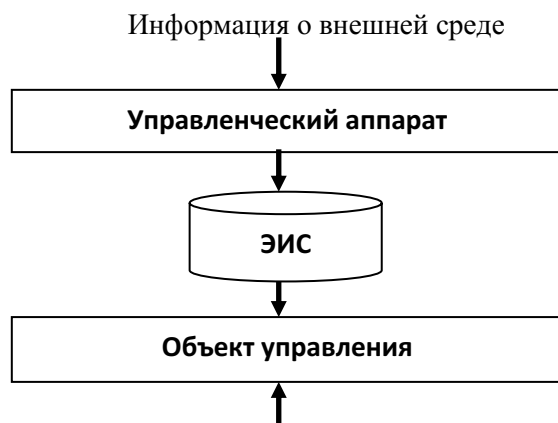 Информация о внешней среде
Управленческий аппарат
ЭИС
Объект управления